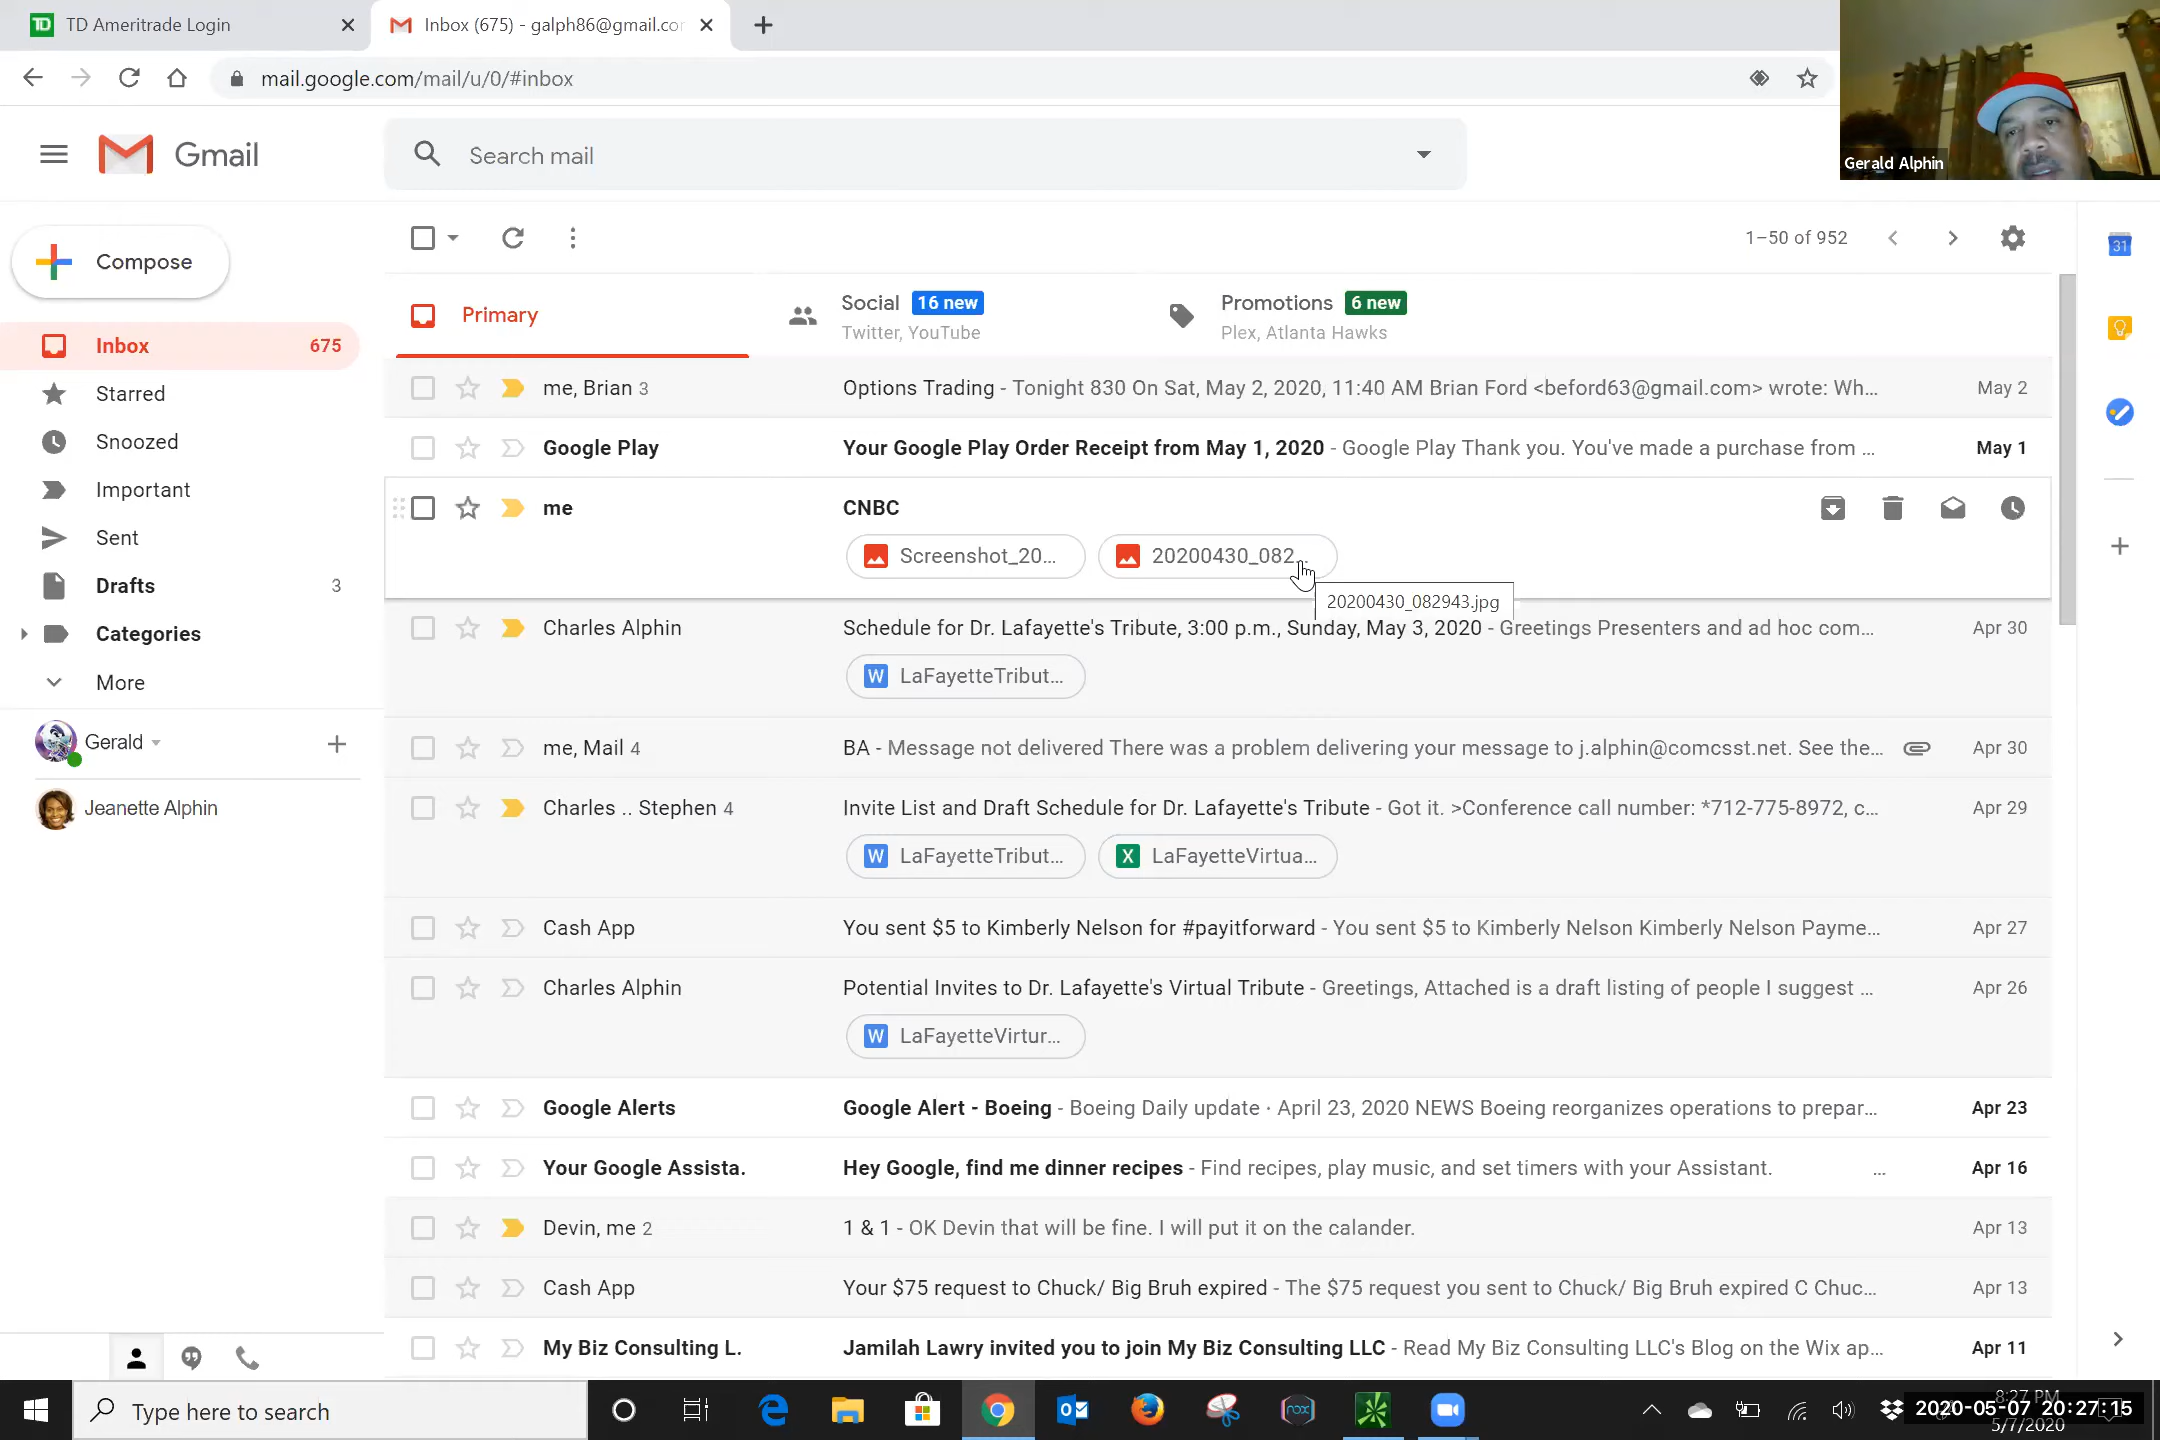 TD Ameritrade Login
Inbox (675) - galph86@gmail.co
mail.google.com/mail/u/0/#inbox
Gerald Alphin
Gmail
Search mail
1–50 of 952
31
Compose
Primary
Social 16 new
Twitter, YouTube
Promotions 6 new
Plex, Atlanta Hawks
Inbox 675
Starred
Snoozed
Important
Sent
Drafts 3
Categories
More
Gerald
Jeanette Alphin
me, Brian 3 Options Trading - Tonight 830 On Sat, May 2, 2020, 11:40 AM Brian Ford <beford63@gmail.com> wrote: Wh... May 2
Google Play Your Google Play Order Receipt from May 1, 2020 - Google Play Thank you. You've made a purchase from ... May 1
me CNBC
Screenshot_20... 20200430_082...
20200430_082943.jpg
Charles Alphin Schedule for Dr. Lafayette's Tribute, 3:00 p.m., Sunday, May 3, 2020 - Greetings Presenters and ad hoc com... Apr 30
LaFayetteTribut...
me, Mail 4 BA - Message not delivered There was a problem delivering your message to j.alphin@comcsst.net. See the... Apr 30
Charles .. Stephen 4 Invite List and Draft Schedule for Dr. Lafayette's Tribute - Got it. >Conference call number: *712-775-8972, c... Apr 29
LaFayetteTribut... LaFayetteVirtua...
Cash App You sent $5 to Kimberly Nelson for #payitforward - You sent $5 to Kimberly Nelson Kimberly Nelson Payme... Apr 27
Charles Alphin Potential Invites to Dr. Lafayette's Virtual Tribute - Greetings, Attached is a draft listing of people I suggest ... Apr 26
LaFayetteVirtur...
Google Alerts Google Alert - Boeing - Boeing Daily update · April 23, 2020 NEWS Boeing reorganizes operations to prepar... Apr 23
Your Google Assista. Hey Google, find me dinner recipes - Find recipes, play music, and set timers with your Assistant. ... Apr 16
Devin, me 2 1 & 1 - OK Devin that will be fine. I will put it on the calander. Apr 13
Cash App Your $75 request to Chuck/ Big Bruh expired - The $75 request you sent to Chuck/ Big Bruh expired C Chuc... Apr 13
My Biz Consulting L. Jamilah Lawry invited you to join My Biz Consulting LLC - Read My Biz Consulting LLC's Blog on the Wix ap... Apr 11
Type here to search
8:27 PM
2020-05-07 20:27:15
5/7/2020